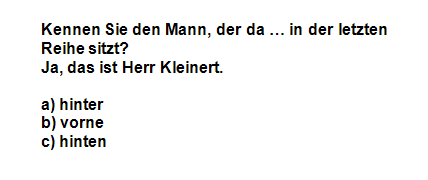 Kennen Sie den Mann, der da … in der letzten
Reihe sitzt?
Ja, das ist Herr Kleinert.
a) hinter
b) vorne
c) hinten